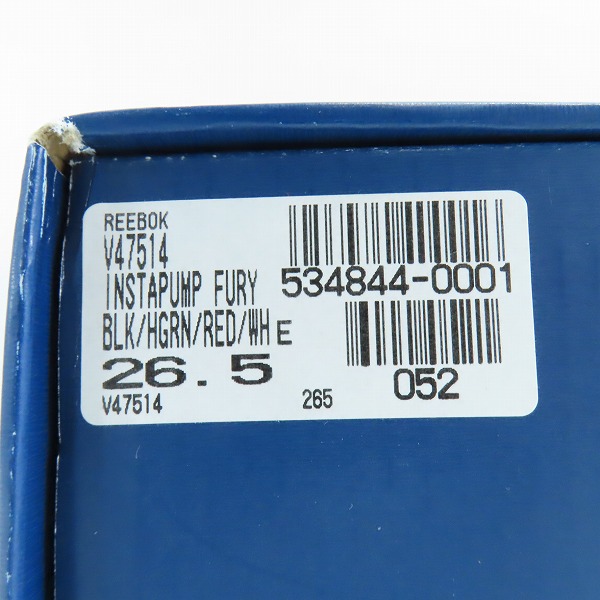 REEBOK
V47514
INSTAPUMP FURY
534844-0001
BLK/HGRN/RED/WH E
26.5
052
V47514
265